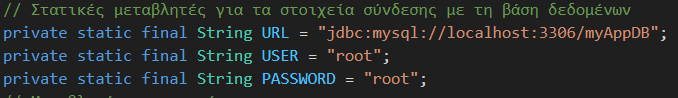 // Στατικές μεταβλητές για τα στοιχεία σύνδεσης με τη βάση δεδομένων
private static final String URL = "jdbc:mysql://localhost:3306/myAppDB";
private static final String USER = "root";
private static final String PASSWORD = "root";